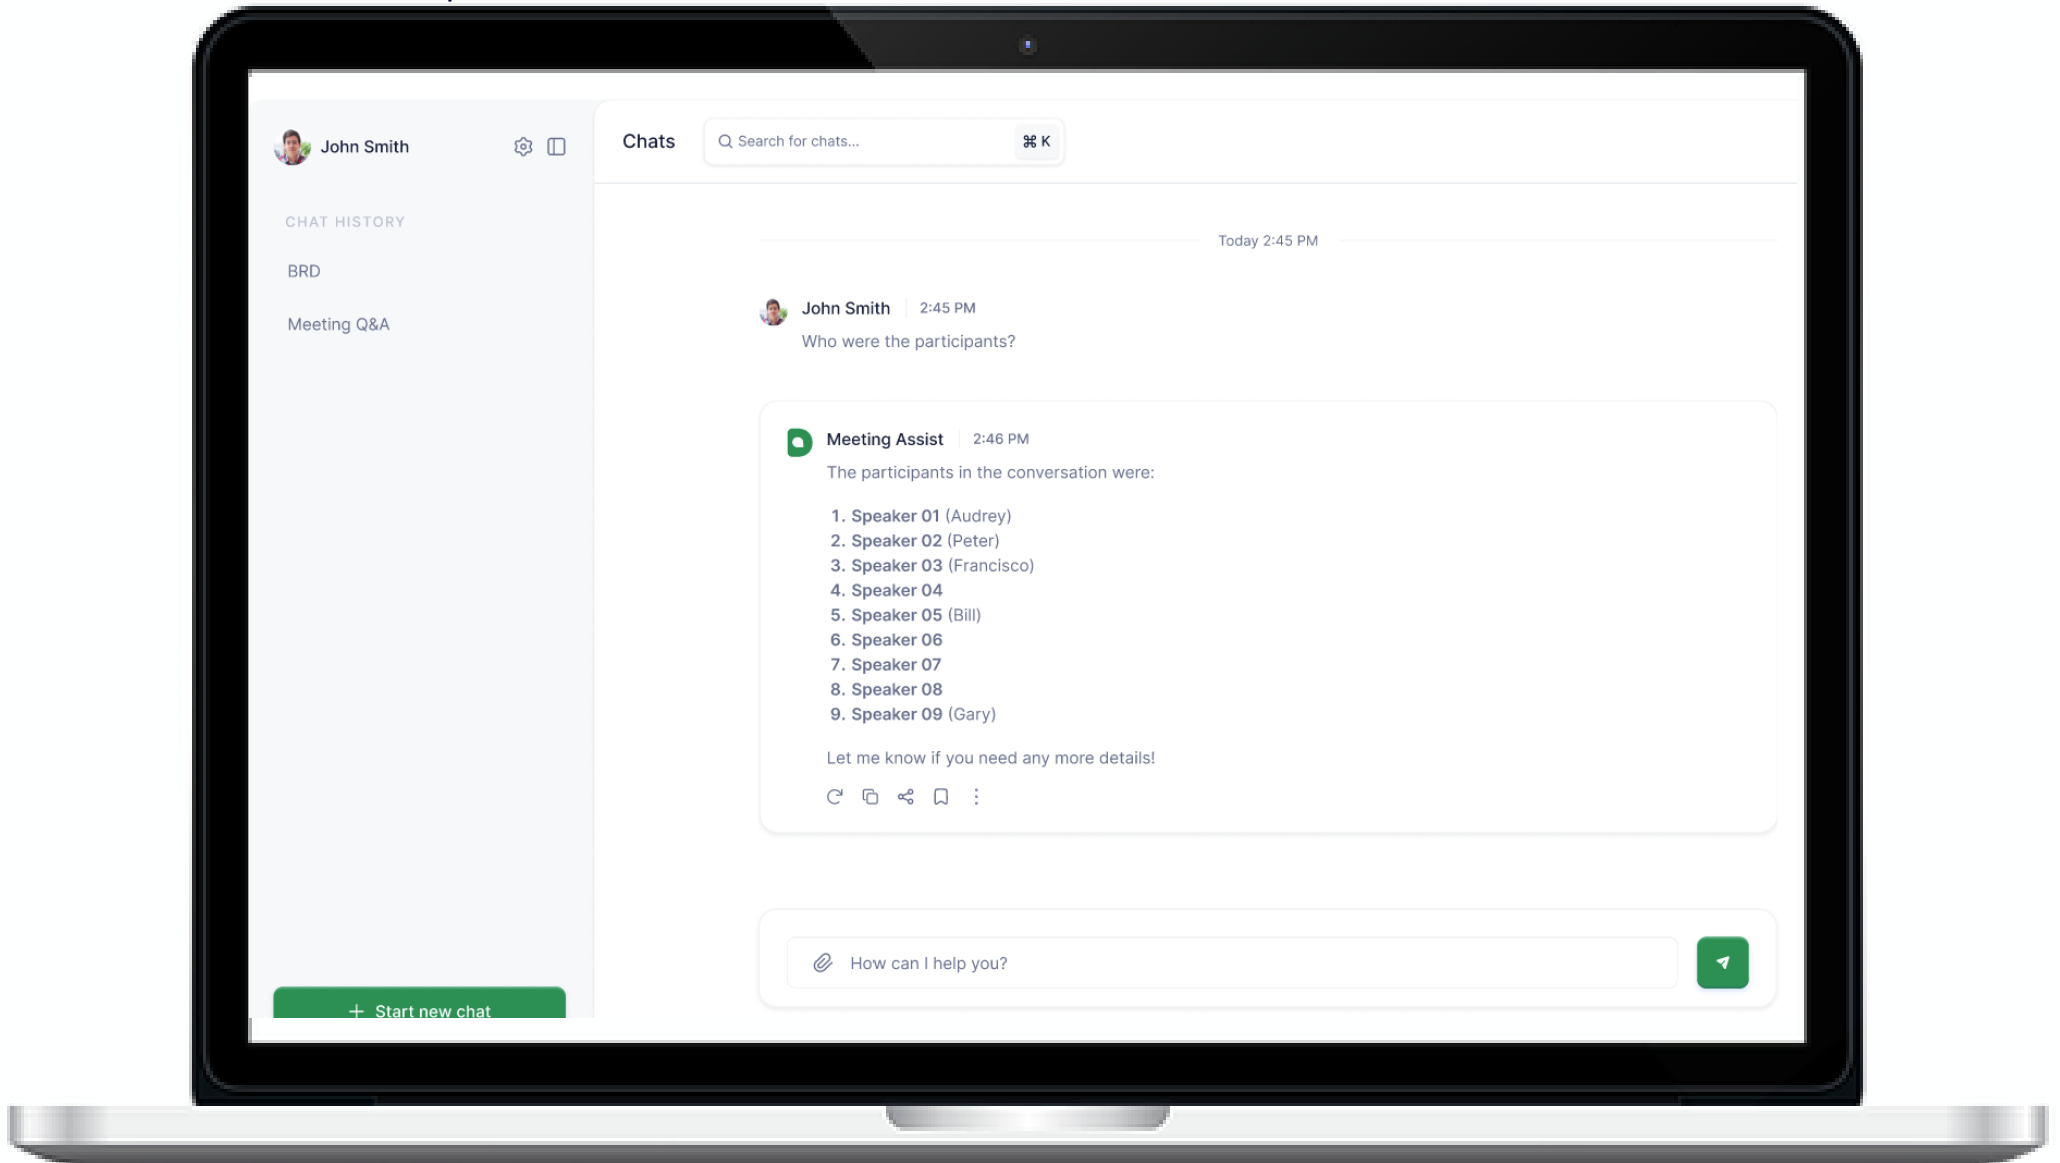 John Smith
CHAT HISTORY
BRD
Meeting Q&A
Start new chat
Chats
Search for chats...
⌘ K
Today 2:45 PM
John Smith 2:45 PM
Who were the participants?
Meeting Assist 2:46 PM
The participants in the conversation were:
1. Speaker 01 (Audrey)
2. Speaker 02 (Peter)
3. Speaker 03 (Francisco)
4. Speaker 04
5. Speaker 05 (Bill)
6. Speaker 06
7. Speaker 07
8. Speaker 08
9. Speaker 09 (Gary)
Let me know if you need any more details!
How can I help you?